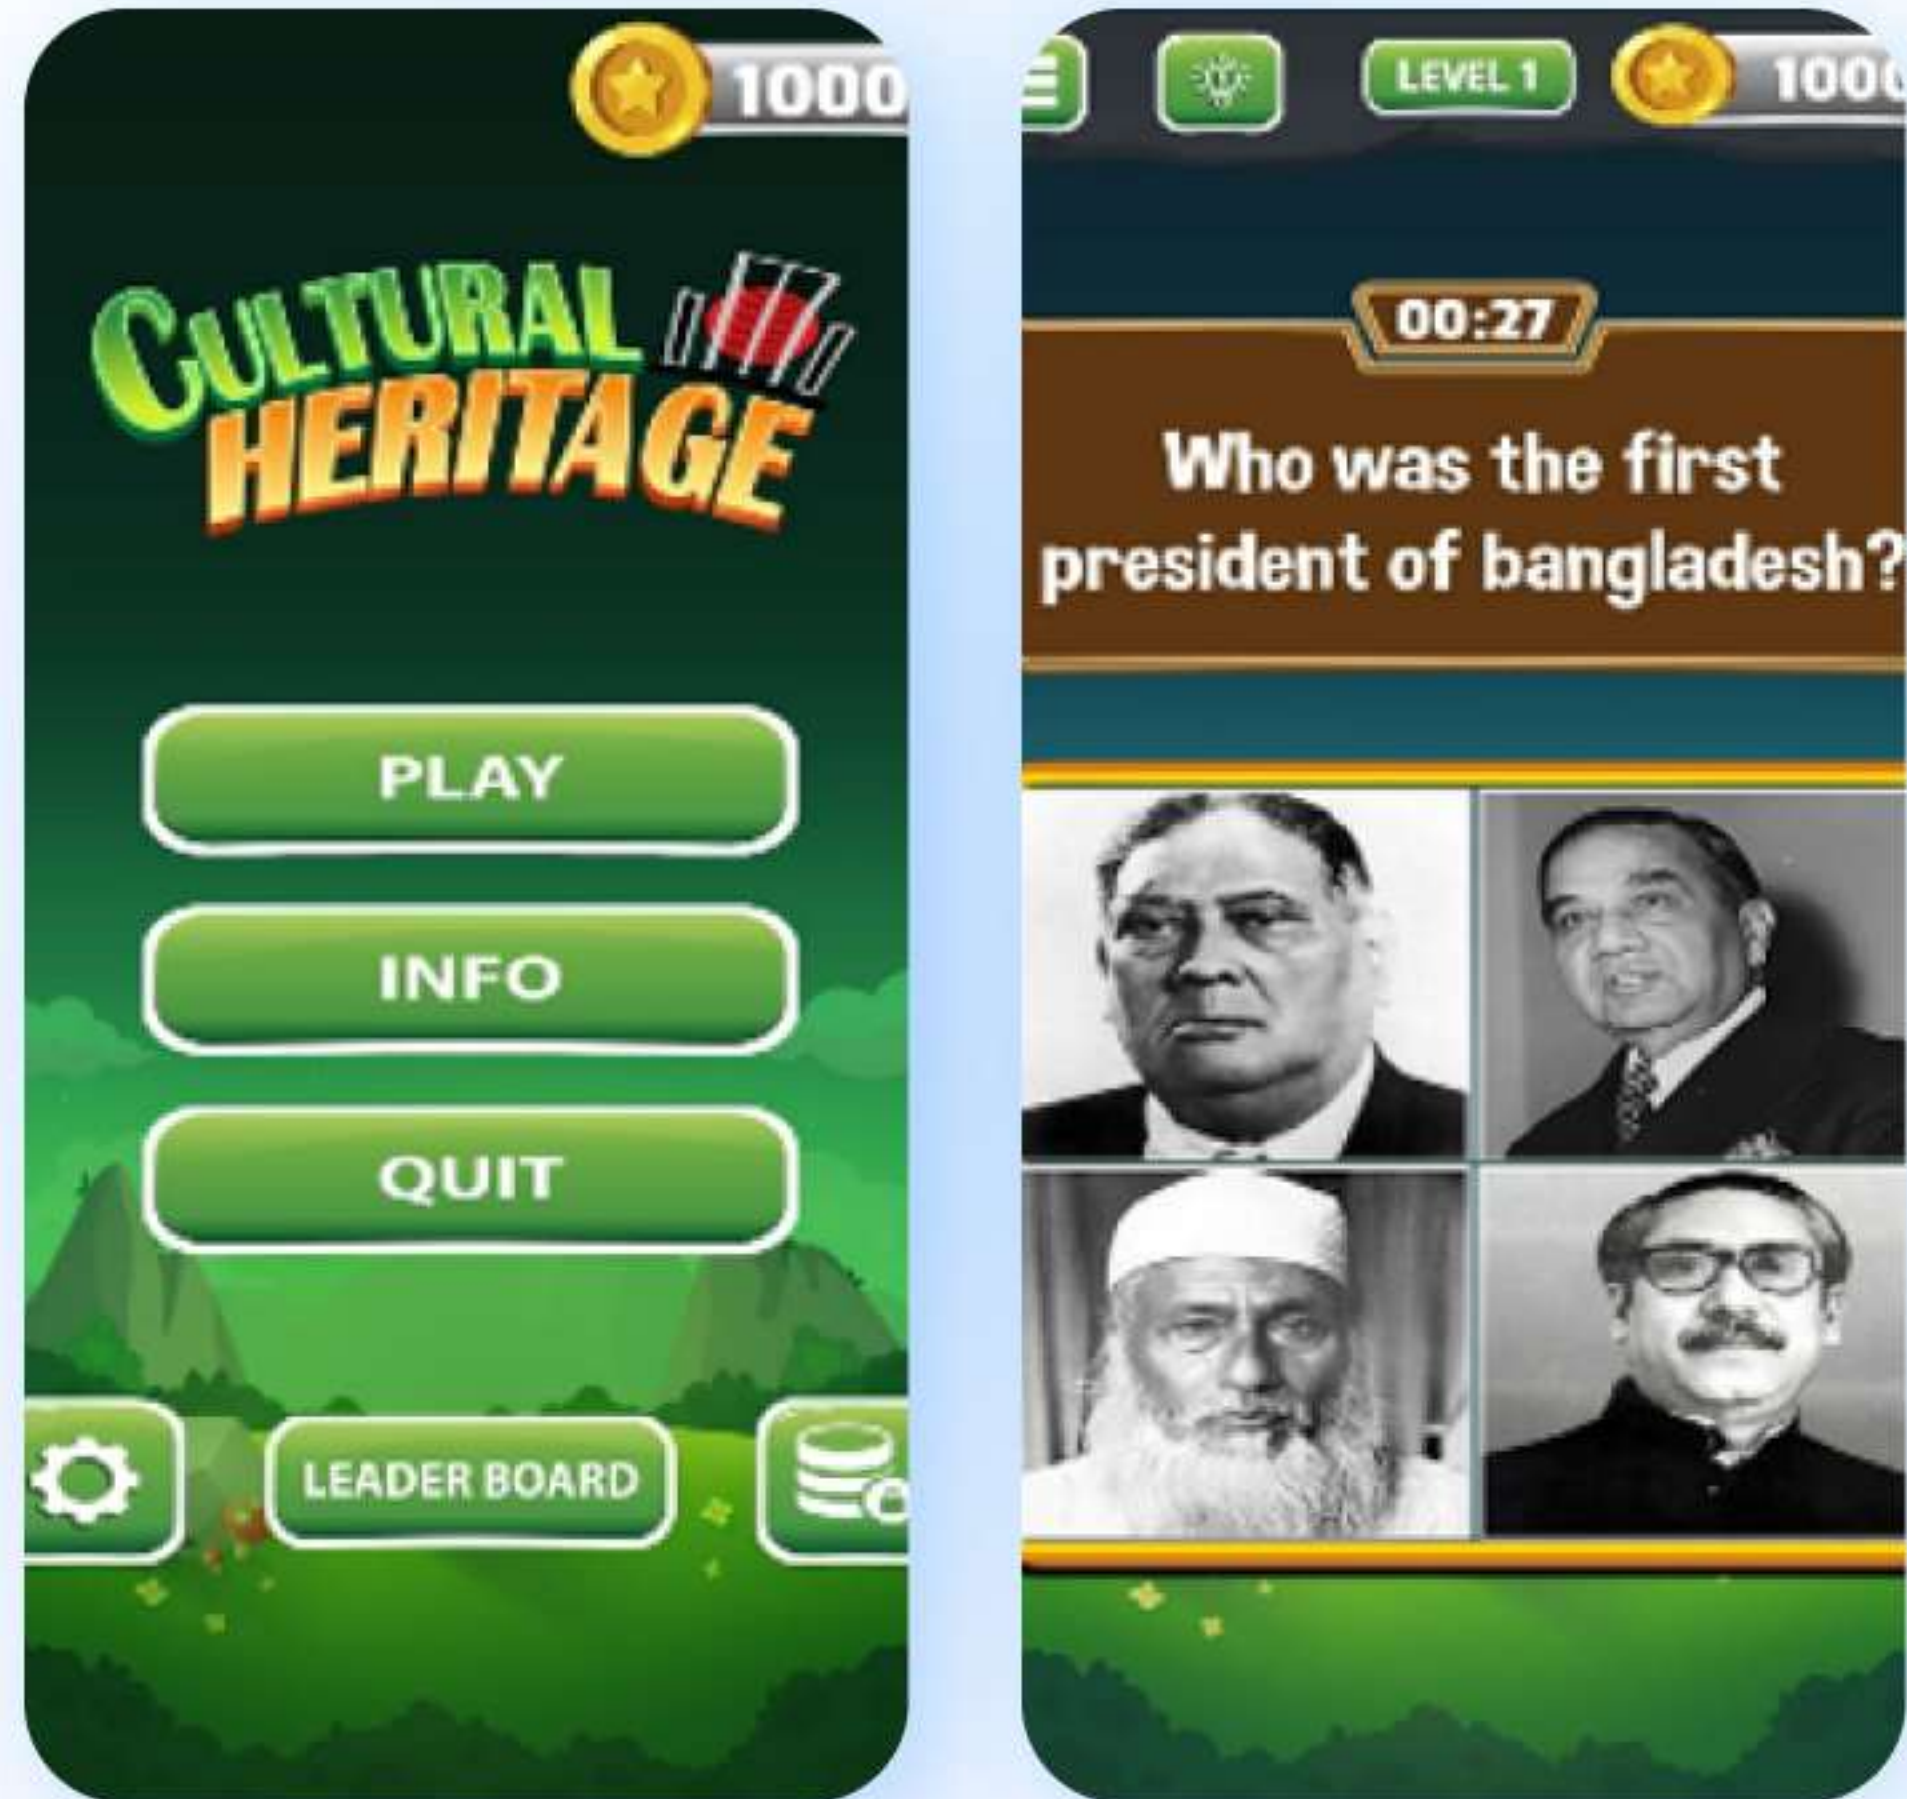 1000
CULTURAL
HERITAGE
PLAY
INFO
QUIT
LEADER BOARD
LEVEL 1
00:27
Who was the first
president of bangladesh?